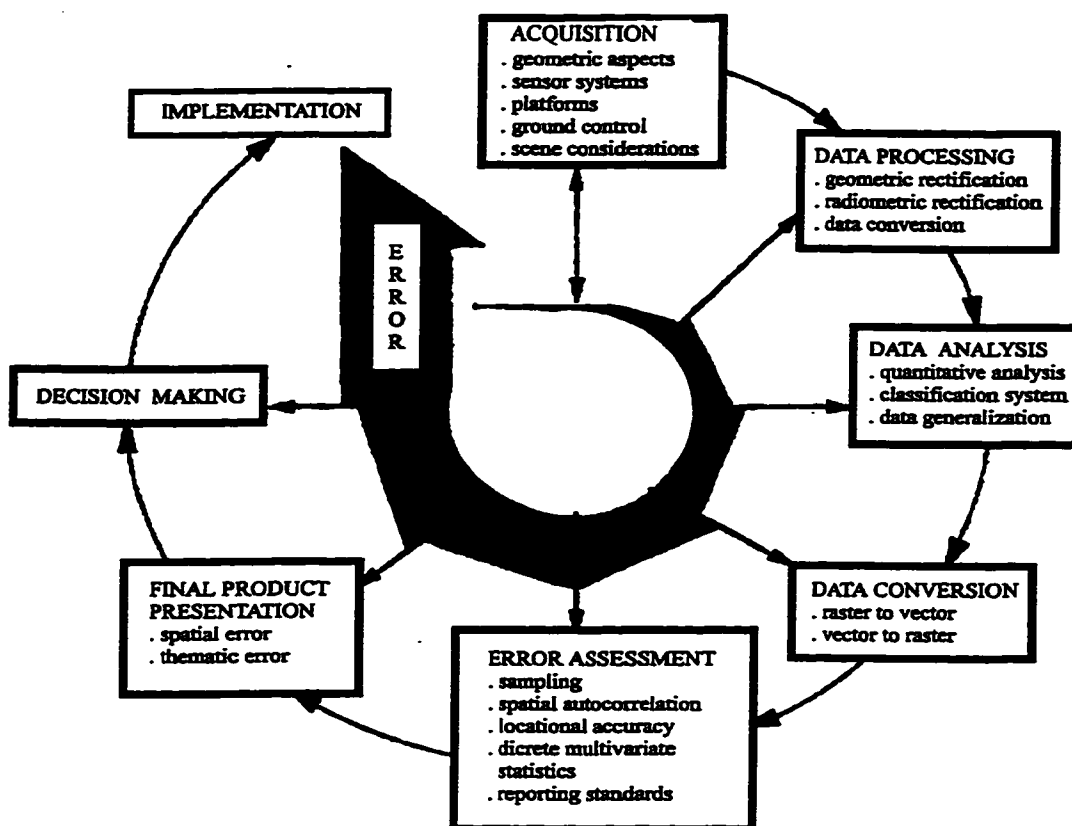 ACQUISITION
. geometric aspects
. sensor systems
. platforms
. ground control
. scene considerations
IMPLEMENTATION
DATA PROCESSING
. geometric rectification
. radiometric rectification
. data conversion
ERROR
DATA ANALYSIS
. quantitative analysis
. classification system
. data generalization
DECISION MAKING
DATA CONVERSION
. raster to vector
. vector to raster
FINAL PRODUCT
PRESENTATION
. spatial error
. thematic error
ERROR ASSESSMENT
. sampling
. spatial autocorrelation
. locational accuracy
. dicrete multivariate
statistics
. reporting standards